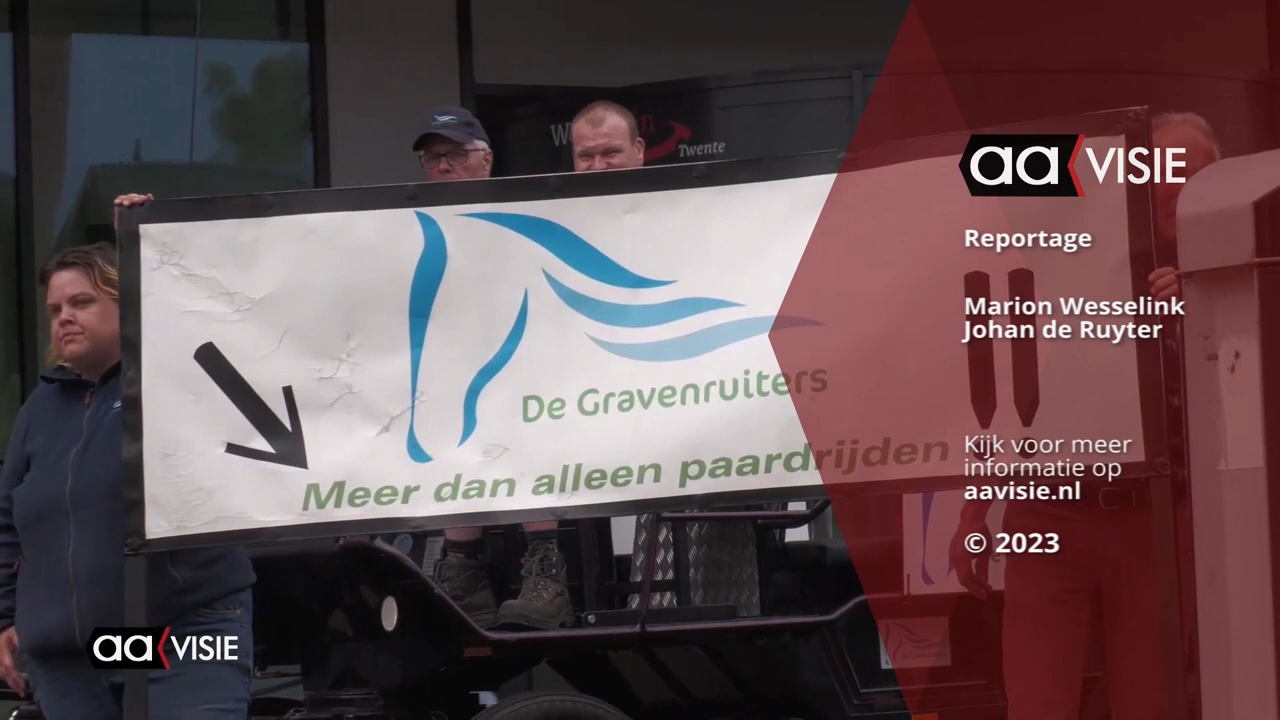 Twente
De Gravenruiters
Meer dan alleen paardrijden
aa VISIE
Reportage
Marion Wesselink
Johan de Ruyter
Kijk voor meer
informatie op
aavisie.nl
© 2023
aa VISIE